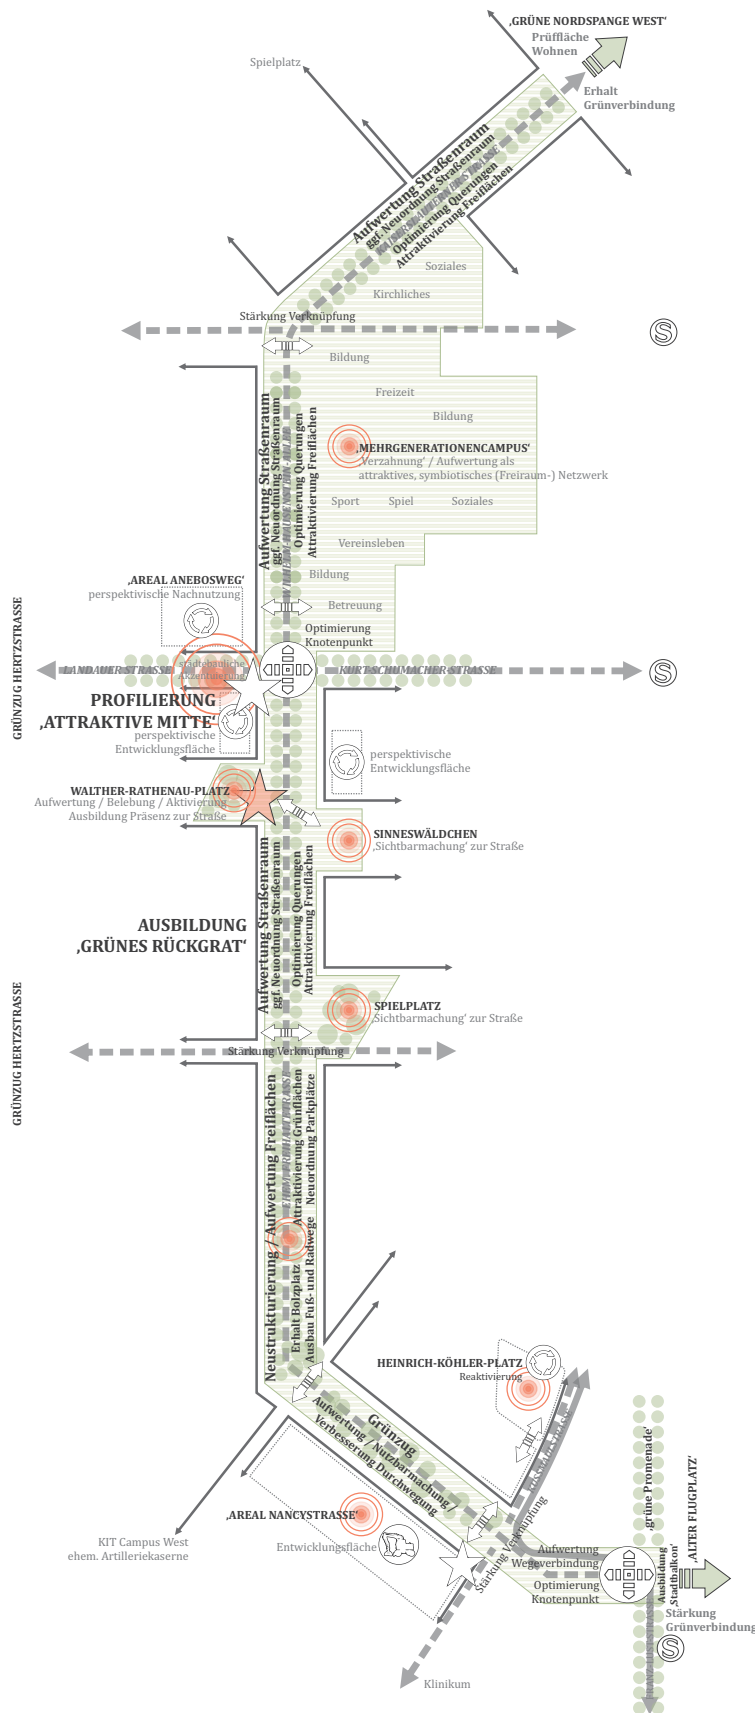 ‚GRÜNE NORDSPANGE WEST‘
Prüffläche
Wohnen
Spielplatz
Erhalt
Grünverbindung
Aufwertung Straßenraum
ggf. Neuordnung Straßenraum
KAISERSLAUTERNER STRASSE
Optimierung Querungen
Attraktivierung Freiflächen
Soziales
Kirchliches
Stärkung Verknüpfung
S
Bildung
Freizeit
Bildung
Aufwertung Straßenraum
ggf. Neuordnung Straßenraum
Optimierung Querungen
Attraktivierung Freiflächen
‚MEHRGENERATIONENCAMPUS‘
‚Verzahnung‘ / Aufwertung als
attraktives, symbiotisches (Freiraum-) Netzwerk
Sport
Spiel
Soziales
Vereinsleben
Bildung
Betreuung
‚AREAL ANEBOSWEG‘
perspektivische Nachnutzung
GRÜNZUG HERTZSTRASSE
Optimierung
Knotenpunkt
LANDAUER STRASSE
städtebauliche
Akzentuierung
KURT-SCHUMACHER-STRASSE
S
PROFILIERUNG
‚ATTRAKTIVE MITTE‘
perspektivische
Entwicklungsfläche
perspektivische
Entwicklungsfläche
WALTHER-RATHENAU-PLATZ
Aufwertung / Belebung / Aktivierung
Ausbildung Präsenz zur Straße
SINNESWÄLDCHEN
‚Sichtbarmachung‘ zur Straße
Aufwertung Straßenraum
ggf. Neuordnung Straßenraum
Optimierung Querungen
Attraktivierung Freiflächen
AUSBILDUNG
‚GRÜNES RÜCKGRAT‘
SPIELPLATZ
‚Sichtbarmachung‘ zur Straße
GRÜNZUG HERTZSTRASSE
Stärkung Verknüpfung
Neustrukturierung / Aufwertung Freiflächen
Erhalt Bolzplatz
Attraktivierung Grünflächen
Ausbau Fuß- und Radwege
Neuordnung Parkplätze
HEINRICH-KÖHLER-PLATZ
Reaktivierung
Grünzug
Aufwertung / Nutzbarmachung /
Verbesserung Durchwegung
‚AREAL NANCYSTRASSE‘
Entwicklungsfläche
KIT Campus West
ehem. Artilleriekaserne
Stärkung Verknüpfung
Aufwertung
Wegeverbindung
Optimierung
Knotenpunkt
‚grüne Promenade‘
Ausbildung
‚Stadtbalkon‘
‚ALTER FLUGPLATZ‘
Stärkung
Grünverbindung
FRANZ-LUST-STRASSE
S
Klinikum